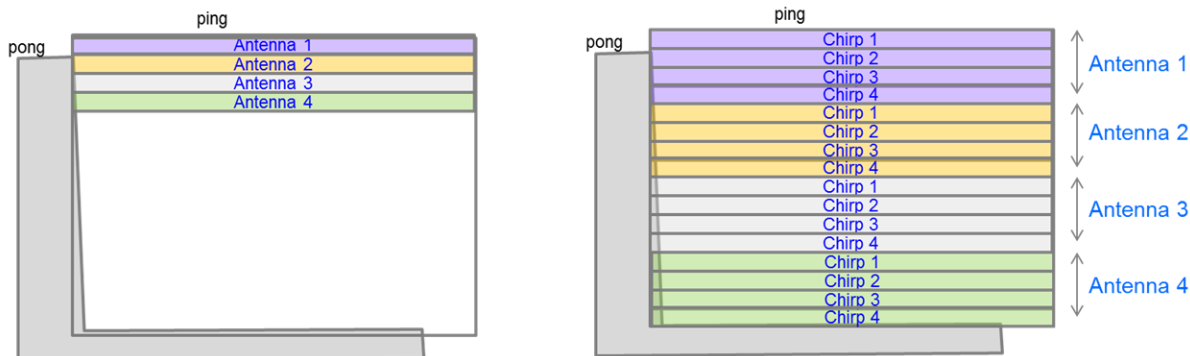 ping
pong
Antenna 1
Antenna 2
Antenna 3
Antenna 4
ping
pong
Chirp 1
Chirp 2
Chirp 3
Chirp 4
Antenna 1
Chirp 1
Chirp 2
Chirp 3
Chirp 4
Antenna 2
Chirp 1
Chirp 2
Chirp 3
Chirp 4
Antenna 3
Chirp 1
Chirp 2
Chirp 3
Chirp 4
Antenna 4